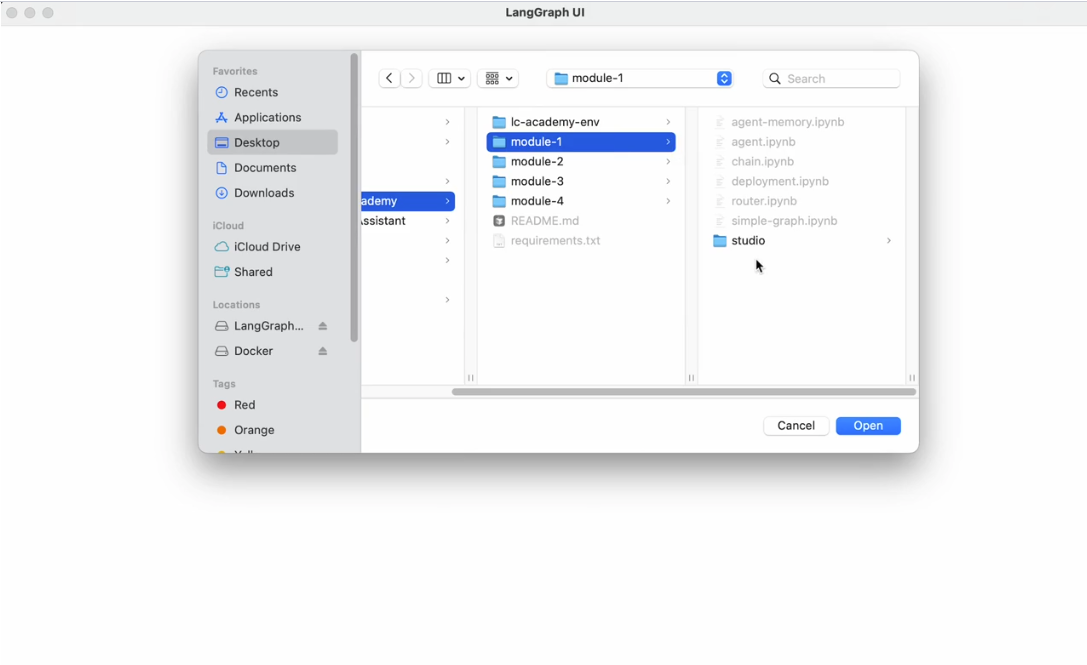 LangGraph UI
Favorites
Recents
Applications
Desktop
Documents
Downloads
iCloud
iCloud Drive
Shared
Locations
LangGraph...
Docker
Tags
Red
Orange
module-1
Search
ademy
ssistant
lc-academy-env
module-1
module-2
module-3
module-4
README.md
requirements.txt
agent-memory.ipynb
agent.ipynb
chain.ipynb
deployment.ipynb
router.ipynb
simple-graph.ipynb
studio
Cancel
Open